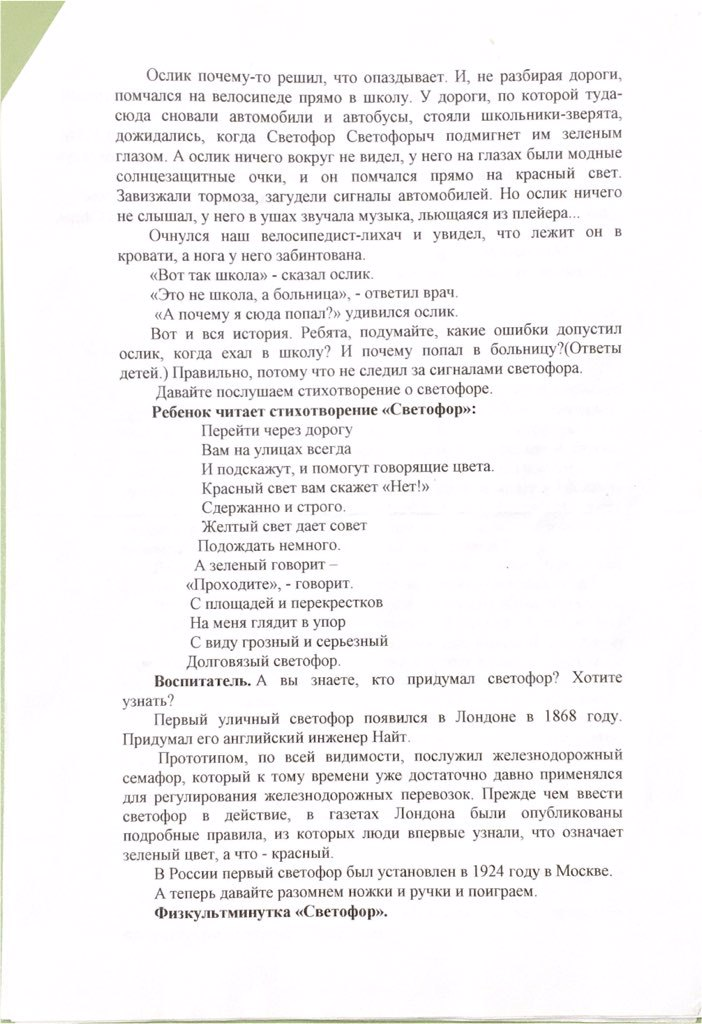 Ослик почему-то решил, что опаздывает. И, не разбирая дороги,
помчался на велосипеде прямо в школу. У дороги, по которой туда-
сюда сновали автомобили и автобусы, стояли школьники-зверята,
дожидались, когда Светофор Светофорыч подмигнет им зеленым
глазом. А ослик ничего вокруг не видел, у него на глазах были модные
солнцезащитные очки, и он помчался прямо на красный свет.
Завизжали тормоза, загудели сигналы автомобилей. Но ослик ничего
не слышал, у него в ушах звучала музыка, льющаяся из плейера...
Очнулся наш велосипедист-лихач и увидел, что лежит он в
кровати, а нога у него забинтована.
«Вот так школа» - сказал ослик.
«Это не школа, а больница», - ответил врач.
«А почему я сюда попал?» удивился ослик.
Вот и вся история. Ребята, подумайте, какие ошибки допустил
ослик, когда ехал в школу? И почему попал в больницу?(Ответы
детей.) Правильно, потому что не следил за сигналами светофора.
Давайте послушаем стихотворение о светофоре.
Ребенок читает стихотворение «Светофор»:
Перейти через дорогу
Вам на улицах всегда
И подскажут, и помогут говорящие цвета.
Красный свет вам скажет «Нет!»
Сдержанно и строго.
Желтый свет дает совет
Подождать немного.
А зеленый говорит –
«Проходите», - говорит.
С площадей и перекрестков
На меня глядит в упор
С виду грозный и серьезный
Долговязый светофор.
Воспитатель. А вы знаете, кто придумал светофор? Хотите
узнать?
Первый уличный светофор появился в Лондоне в 1868 году.
Придумал его английский инженер Найт.
Прототипом, по всей видимости, послужил железнодорожный
семафор, который к тому времени уже достаточно давно применялся
для регулирования железнодорожных перевозок. Прежде чем ввести
светофор в действие, в газетах Лондона были опубликованы
подробные правила, из которых люди впервые узнали, что означает
зеленый цвет, а что - красный.
В России первый светофор был установлен в 1924 году в Москве.
А теперь давайте разомнем ножки и ручки и поиграем.
Физкультминутка «Светофор».